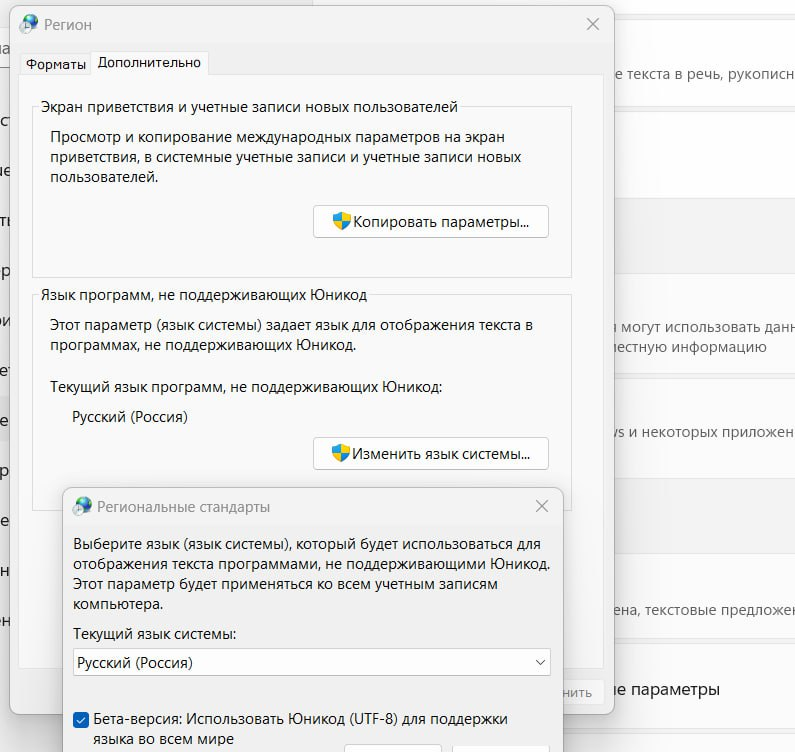 Регион
Форматы
Дополнительно
Экран приветствия и учетные записи новых пользователей
Просмотр и копирование международных параметров на экран
приветствия, в системные учетные записи и учетные записи новых
пользователей.
Копировать параметры...
Язык программ, не поддерживающих Юникод
Этот параметр (язык системы) задает язык для отображения текста в
программах, не поддерживающих Юникод.
Текущий язык программ, не поддерживающих Юникод:
Русский (Россия)
Изменить язык системы...
Региональные стандарты
Выберите язык (язык системы), который будет использоваться для
отображения текста программами, не поддерживающими Юникод.
Этот параметр будет применяться ко всем учетным записям
компьютера.
Текущий язык системы:
Русский (Россия)
Бета-версия: Использовать Юникод (UTF-8) для поддержки
языка во всем мире
текста в речь, рукописн
могут использовать данн
местную информацию
и некоторых приложен
текстовые предложен
параметры